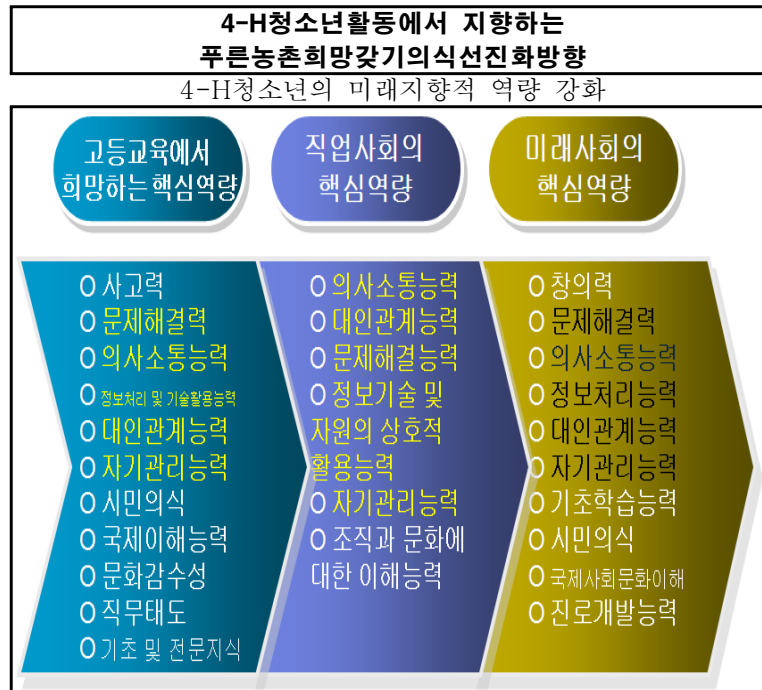 4-H청소년활동에서 지향하는
푸른농촌희망갖기의식선진화방향
4-H청소년의 미래지향적 역량 강화
고등교육에서
희망하는 핵심역량
직업사회의
핵심역량
미래사회의
핵심역량
O 사고력
O 문제해결력
O 의사소통능력
O 정보처리 및 기술활용능력
O 대인관계능력
O 자기관리능력
O 시민의식
O 국제이해능력
O 문화감수성
O 직무태도
O 기초 및 전문지식
O 의사소통능력
O 대인관계능력
O 문제해결능력
O 정보기술 및
자원의 상호적
활용능력
O 자기관리능력
O 조직과 문화에
대한 이해능력
O 창의력
O 문제해결력
O 의사소통능력
O 정보처리능력
O 대인관계능력
O 자기관리능력
O 기초학습능력
O 시민의식
O 국제사회문화이해
O 진로개발능력